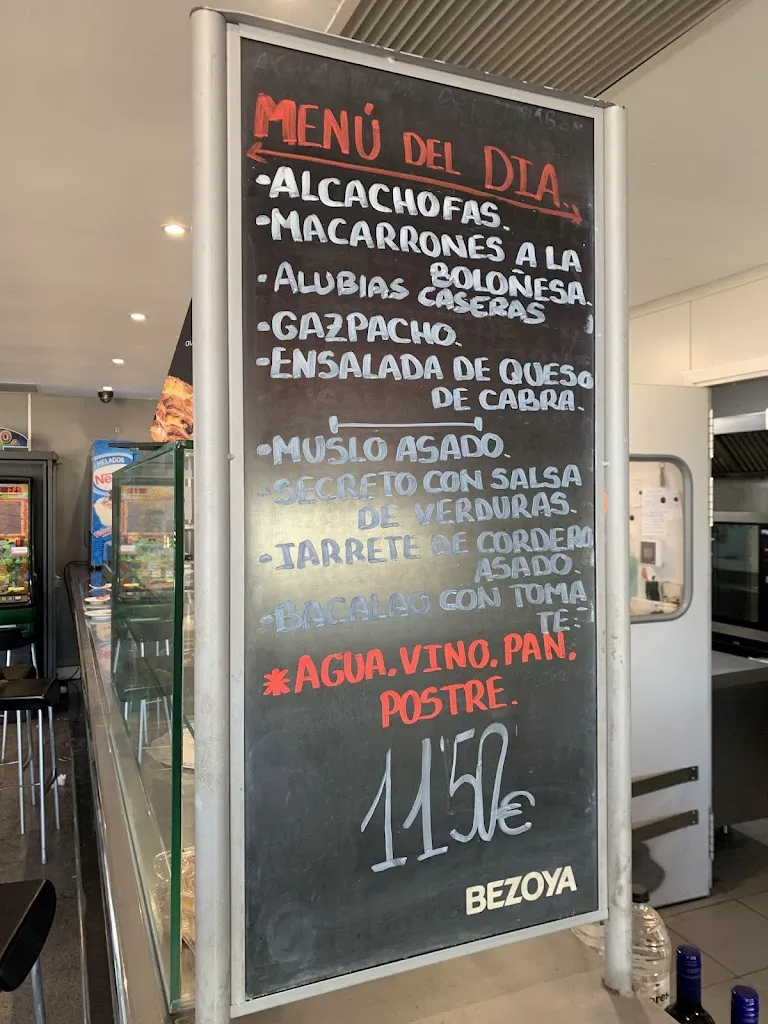 MENÚ DEL DIA.
•ALCACHOFAS.
•MACARRONES A LA
BOLOÑESA.
•ALUBIAS CASERAS
•GAZPACHO.
•ENSALADA DE QUESO
DE CABRA.
•MUSLO ASADO.
•SECRETO CON SALSA
DE VERDURAS.
•JARRETE DE CORDERO
ASADO.
•BACALAO CON TOMA
TE.
*AGUA.VINO.PAN.
POSTRE.
11'50€
BEZOYA
HELADOS